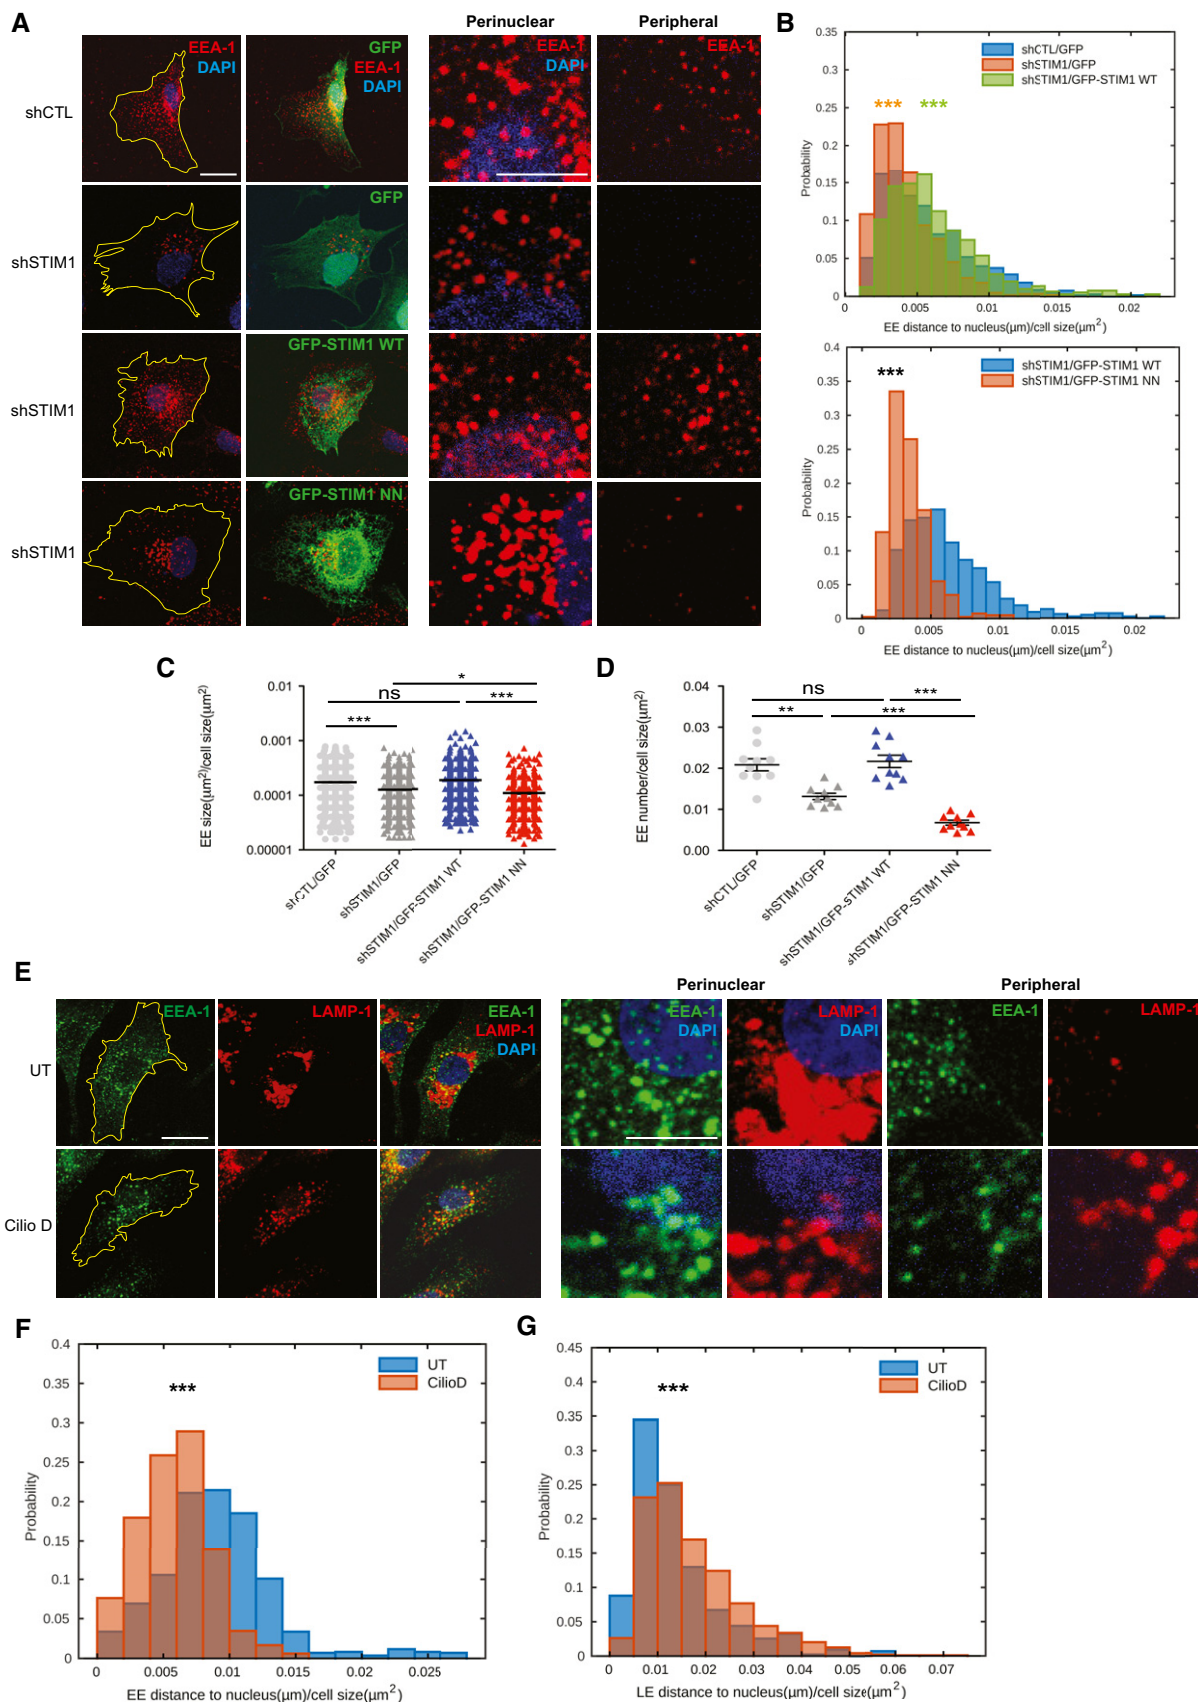 A
Perinuclear
Peripheral
EEA-1
DAPI
GFP
EEA-1
DAPI
EEA-1
DAPI
EEA-1
shCTL
GFP
shSTIM1
GFP-STIM1 WT
shSTIM1
GFP-STIM1 NN
shSTIM1
B
0.35
0.3
0.25
0.2
0.15
0.1
0.05
0
Probability
shCTL/GFP
shSTIM1/GFP
shSTIM1/GFP-STIM1 WT
*** ***
0 0.005 0.01 0.015 0.02
EE distance to nucleus(µm)/cell size(µm²)
0.4
0.35
0.3
0.25
0.2
0.15
0.1
0.05
0
Probability
shSTIM1/GFP-STIM1 WT
shSTIM1/GFP-STIM1 NN
***
0 0.005 0.01 0.015 0.02
EE distance to nucleus(µm)/cell size(µm²)
C
EE size(µm²)/cell size(µm²)
0.01
0.001
0.0001
0.00001
*
ns ***
***
shCTL/GFP
shSTIM1/GFP
shSTIM1/GFP-STIM1 WT
shSTIM1/GFP-STIM1 NN
D
EE number/cell size(µm²)
0.04
0.03
0.02
0.01
0.00
ns ***
** ***
shCTL/GFP
shSTIM1/GFP
shSTIM1/GFP-STIM1 WT
shSTIM1/GFP-STIM1 NN
E
Perinuclear
Peripheral
EEA-1
LAMP-1
EEA-1
LAMP-1
DAPI
EEA-1
DAPI
LAMP-1
DAPI
EEA-1
LAMP-1
UT
Cilio D
F
0.4
0.35
0.3
0.25
0.2
0.15
0.1
0.05
0
Probability
UT
CilioD
***
0 0.005 0.01 0.015 0.02 0.025
EE distance to nucleus(µm)/cell size(µm²)
G
0.45
0.4
0.35
0.3
0.25
0.2
0.15
0.1
0.05
0
Probability
UT
CilioD
***
0 0.01 0.02 0.03 0.04 0.05 0.06 0.07
LE distance to nucleus(µm)/cell size(µm²)